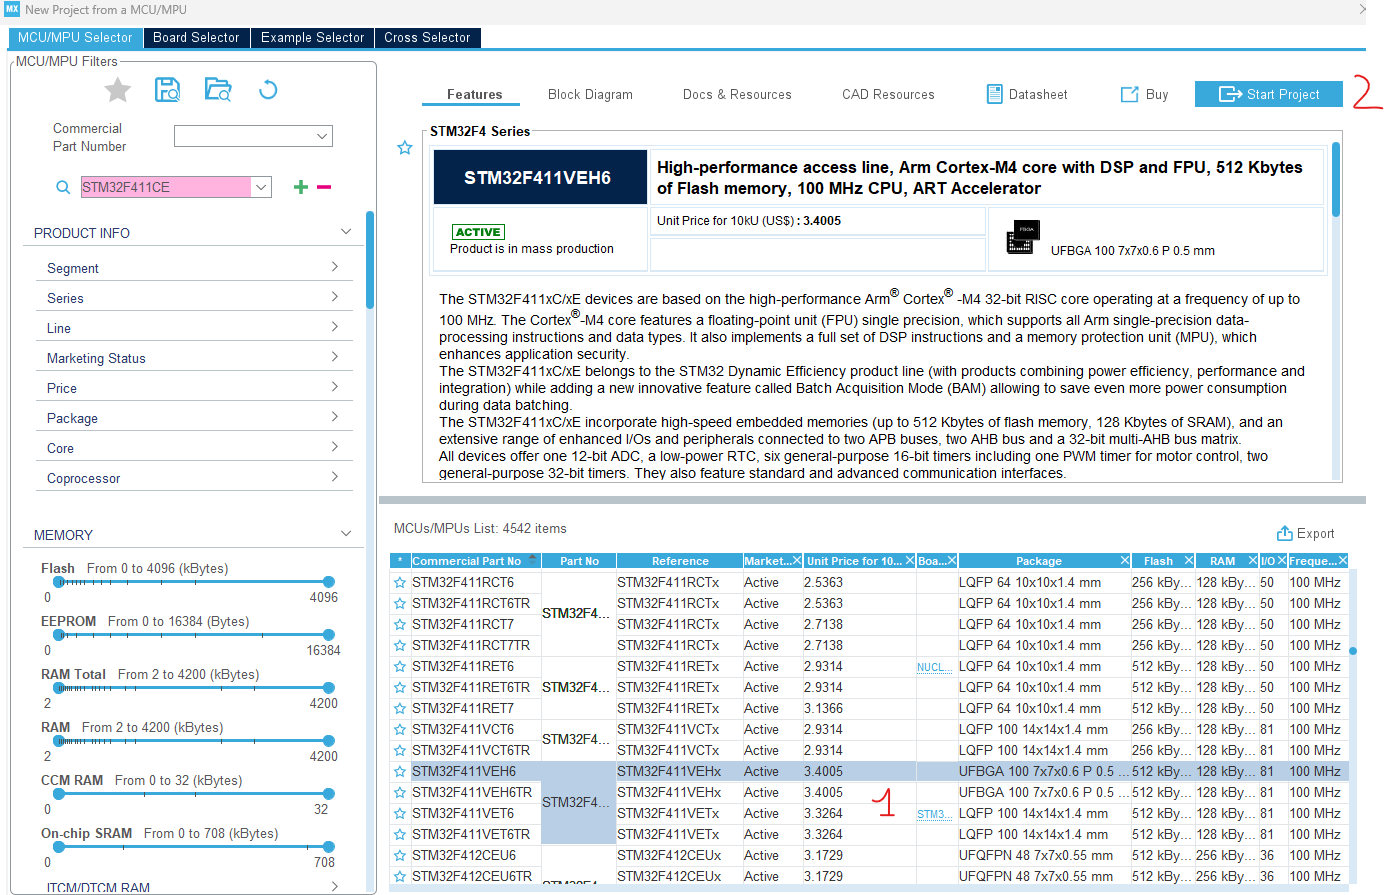 MX New Project from a MCU/MPU
MCU/MPU Selector Board Selector Example Selector Cross Selector
MCU/MPU Filters
Commercial
Part Number
STM32F411CE
PRODUCT INFO
Segment
Series
Line
Marketing Status
Price
Package
Core
Coprocessor
MEMORY
Flash From 0 to 4096 (kBytes)
0 4096
EEPROM From 0 to 16384 (Bytes)
0 16384
RAM Total From 2 to 4200 (kBytes)
2 4200
RAM From 2 to 4200 (kBytes)
2 4200
CCM RAM From 0 to 32 (kBytes)
0 32
On-chip SRAM From 0 to 708 (kBytes)
0 708
ITCM/DTCM RAM
Features Block Diagram Docs & Resources CAD Resources Datasheet Buy Start Project 2
STM32F4 Series
STM32F411VEH6
High-performance access line, Arm Cortex-M4 core with DSP and FPU, 512 Kbytes
of Flash memory, 100 MHz CPU, ART Accelerator
ACTIVE
Product is in mass production
Unit Price for 10kU (US$) : 3.4005
FBGA
UFBGA 100 7x7x0.6 P 0.5 mm
The STM32F411xC/xE devices are based on the high-performance Arm® Cortex® -M4 32-bit RISC core operating at a frequency of up to
100 MHz. The Cortex®-M4 core features a floating-point unit (FPU) single precision, which supports all Arm single-precision data-
processing instructions and data types. It also implements a full set of DSP instructions and a memory protection unit (MPU), which
enhances application security.
The STM32F411xC/xE belongs to the STM32 Dynamic Efficiency product line (with products combining power efficiency, performance and
integration) while adding a new innovative feature called Batch Acquisition Mode (BAM) allowing to save even more power consumption
during data batching.
The STM32F411xC/xE incorporate high-speed embedded memories (up to 512 Kbytes of flash memory, 128 Kbytes of SRAM), and an
extensive range of enhanced I/Os and peripherals connected to two APB buses, two AHB bus and a 32-bit multi-AHB bus matrix.
All devices offer one 12-bit ADC, a low-power RTC, six general-purpose 16-bit timers including one PWM timer for motor control, two
general-purpose 32-bit timers. They also feature standard and advanced communication interfaces.
MCUs/MPUs List: 4542 items
Export
* Commercial Part No Part No Reference Market... Unit Price for 10... Boa... Package Flash RAM I/O Freque...
STM32F411RCT6 STM32F411RCTx Active 2.5363 LQFP 64 10x10x1.4 mm 256 kBy... 128 kBy... 50 100 MHz
STM32F411RCT6TR STM32F4... STM32F411RCTx Active 2.5363 LQFP 64 10x10x1.4 mm 256 kBy... 128 kBy... 50 100 MHz
STM32F411RCT7 STM32F411RCTx Active 2.7138 LQFP 64 10x10x1.4 mm 256 kBy... 128 kBy... 50 100 MHz
STM32F411RCT7TR STM32F411RCTx Active 2.7138 LQFP 64 10x10x1.4 mm 256 kBy... 128 kBy... 50 100 MHz
STM32F411RET6 STM32F411RETx Active 2.9314 NUCL... LQFP 64 10x10x1.4 mm 512 kBy... 128 kBy... 50 100 MHz
STM32F411RET6TR STM32F4... STM32F411RETx Active 2.9314 LQFP 64 10x10x1.4 mm 512 kBy... 128 kBy... 50 100 MHz
STM32F411RET7 STM32F411RETx Active 3.1366 LQFP 64 10x10x1.4 mm 512 kBy... 128 kBy... 50 100 MHz
STM32F411VCT6 STM32F4... STM32F411VCTx Active 2.9314 LQFP 100 14x14x1.4 mm 256 kBy... 128 kBy... 81 100 MHz
STM32F411VCT6TR STM32F411VCTx Active 2.9314 LQFP 100 14x14x1.4 mm 256 kBy... 128 kBy... 81 100 MHz
STM32F411VEH6 STM32F411VEHx Active 3.4005 UFBGA 100 7x7x0.6 P 0.5 ... 512 kBy... 128 kBy... 81 100 MHz
STM32F411VEH6TR STM32F4... STM32F411VEHx Active 3.4005 UFBGA 100 7x7x0.6 P 0.5 ... 512 kBy... 128 kBy... 81 100 MHz
1
STM32F411VET6 STM32F411VETx Active 3.3264 STM3... LQFP 100 14x14x1.4 mm 512 kBy... 128 kBy... 81 100 MHz
STM32F411VET6TR STM32F411VETx Active 3.3264 LQFP 100 14x14x1.4 mm 512 kBy... 128 kBy... 81 100 MHz
STM32F412CEU6 STM32F412CEUx Active 3.1729 UFQFPN 48 7x7x0.55 mm 512 kBy... 256 kBy... 36 100 MHz
STM32F412CEU6TR STM32F412CEUx Active 3.1729 UFQFPN 48 7x7x0.55 mm 512 kBy... 256 kBy... 36 100 MHz